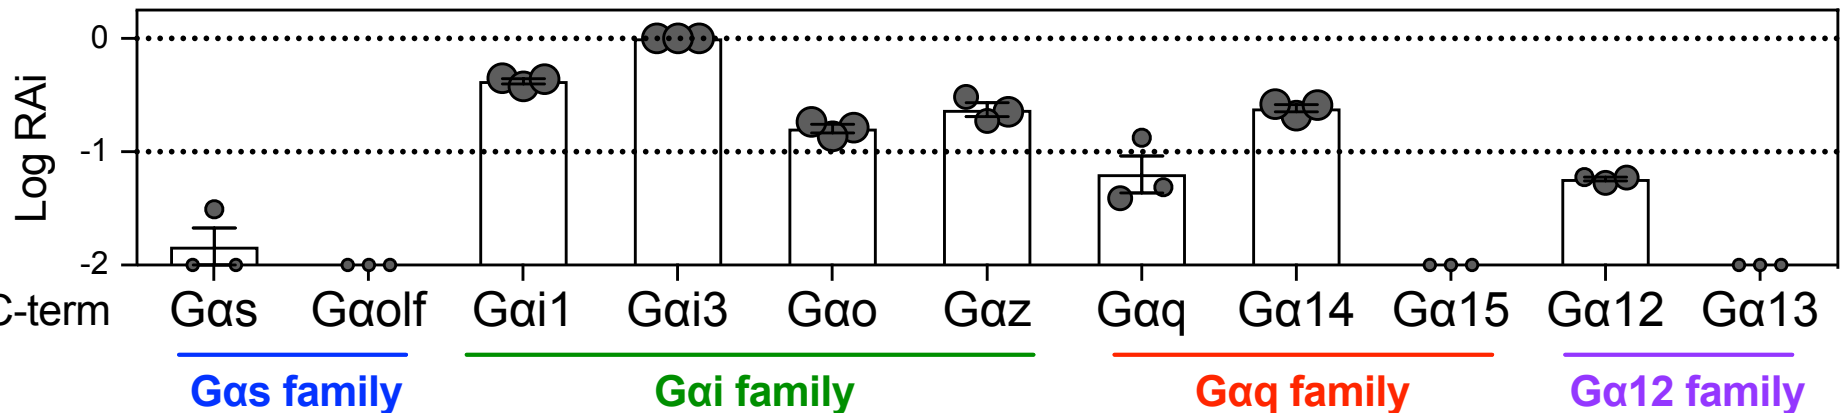 Log RAi
0
-1
-2
C-term Gαs Gαolf Gαi1 Gαi3 Gαo Gαz Gαq Gα14 Gα15 Gα12 Gα13
Gαs family Gαi family Gαq family Gα12 family